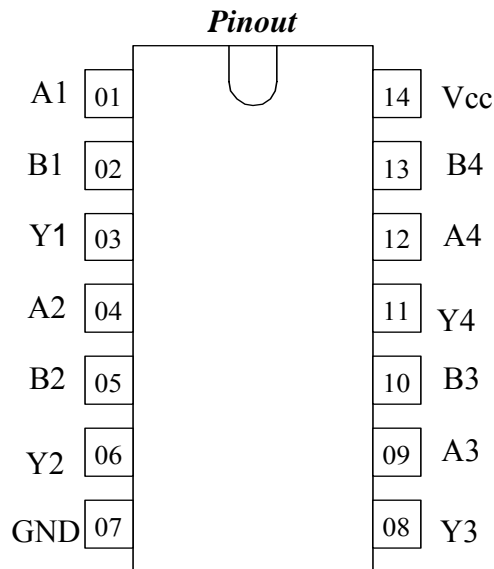 Pinout
A1 01 14 Vcc
B1 02 13 B4
Y1 03 12 A4
A2 04 11 Y4
B2 05 10 B3
Y2 06 09 A3
GND 07 08 Y3